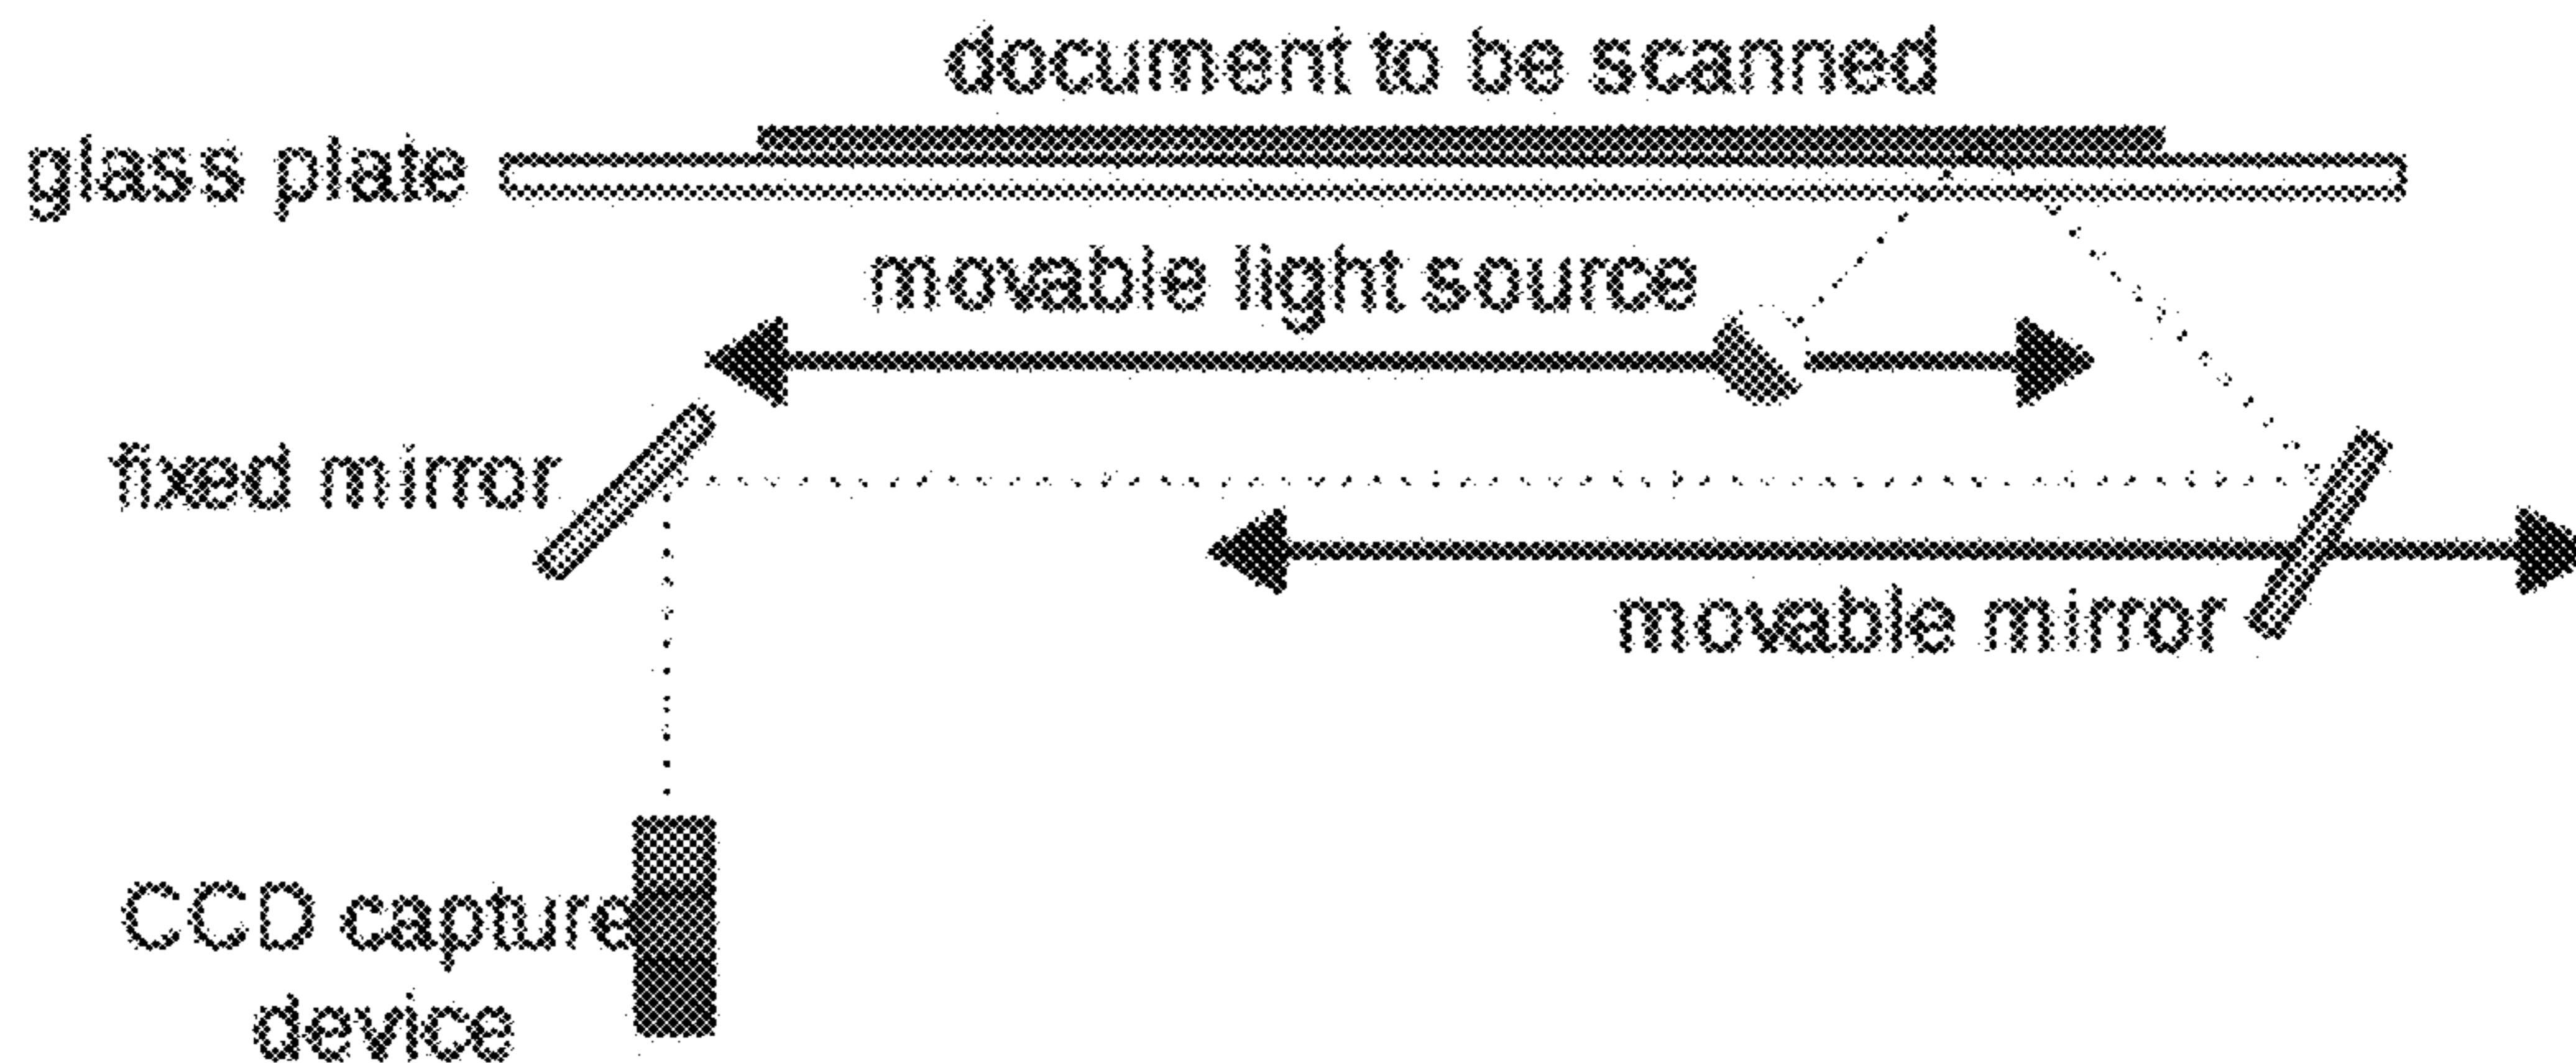 document to be scanned
glass plate
movable light source
fixed mirror
movable mirror
CCD capture
device